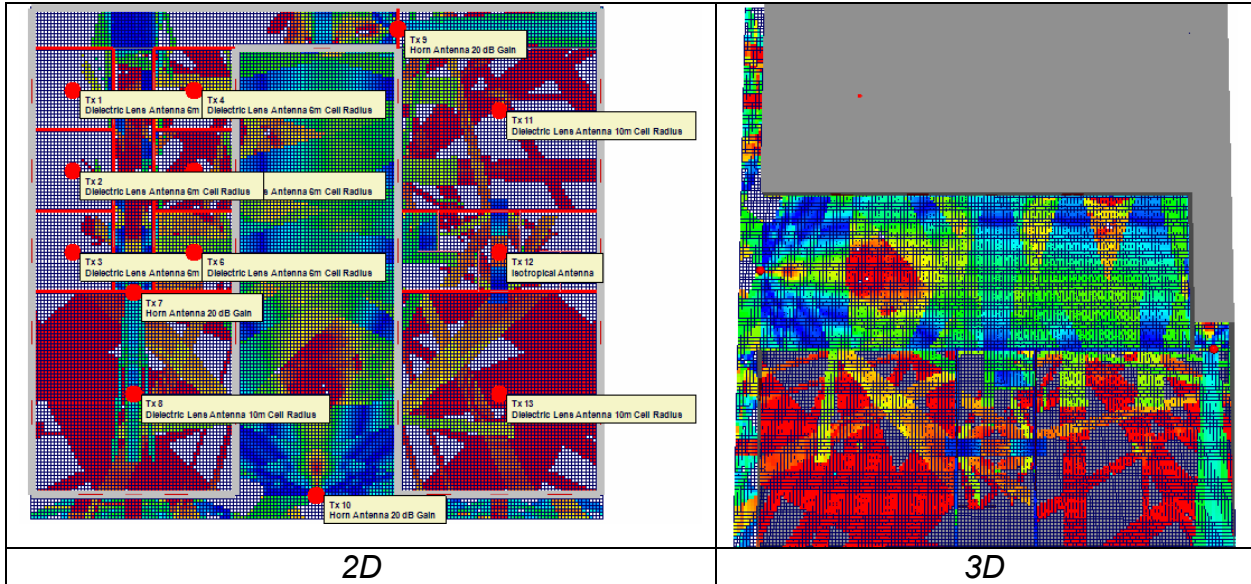 Tx 9
Horn Antenna 20 dB Gain
Tx 1
Dielectric Lens Antenna 6m
Tx 4
Dielectric Lens Antenna 6m Cell Radius
Tx 11
Dielectric Lens Antenna 10m Cell Radius
Tx 2
Dielectric Lens Antenna 6m Cell Radius
Antenna 6m Cell Radius
Tx 3
Dielectric Lens Antenna 6m
Tx 6
Dielectric Lens Antenna 6m Cell Radius
Tx 12
Isotropical Antenna
Tx 7
Horn Antenna 20 dB Gain
Tx 8
Dielectric Lens Antenna 10m Cell Radius
Tx 13
Dielectric Lens Antenna 10m Cell Radius
Tx 10
Horn Antenna 20 dB Gain
2D
3D